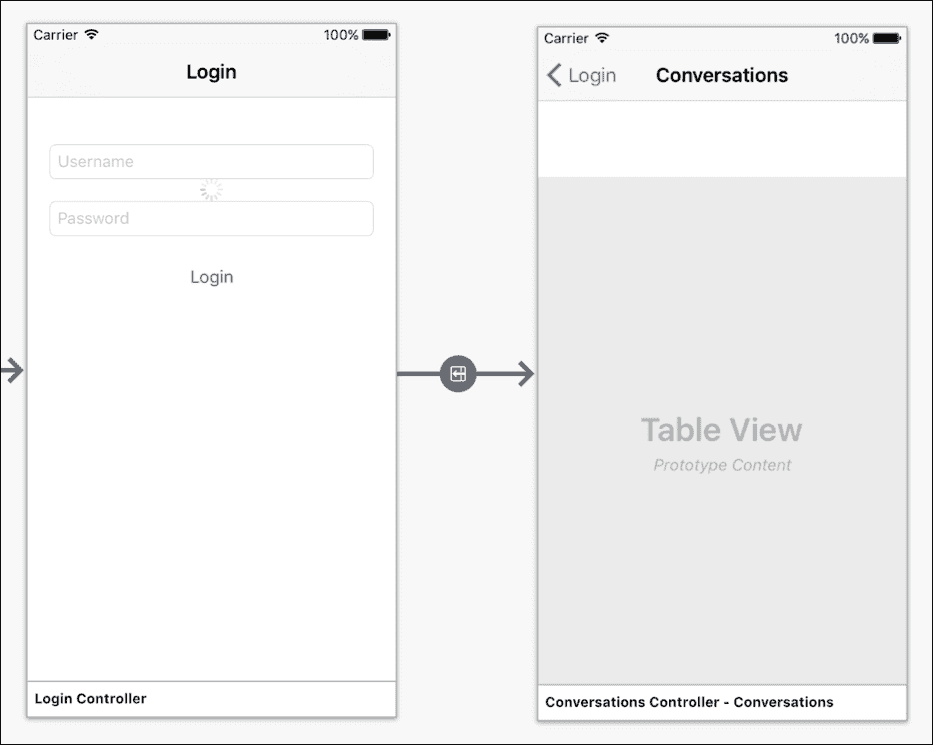 Carrier 100%
Login
Username
Password
Login
Login Controller
Carrier 100%
Login Conversations
Table View
Prototype Content
Conversations Controller - Conversations